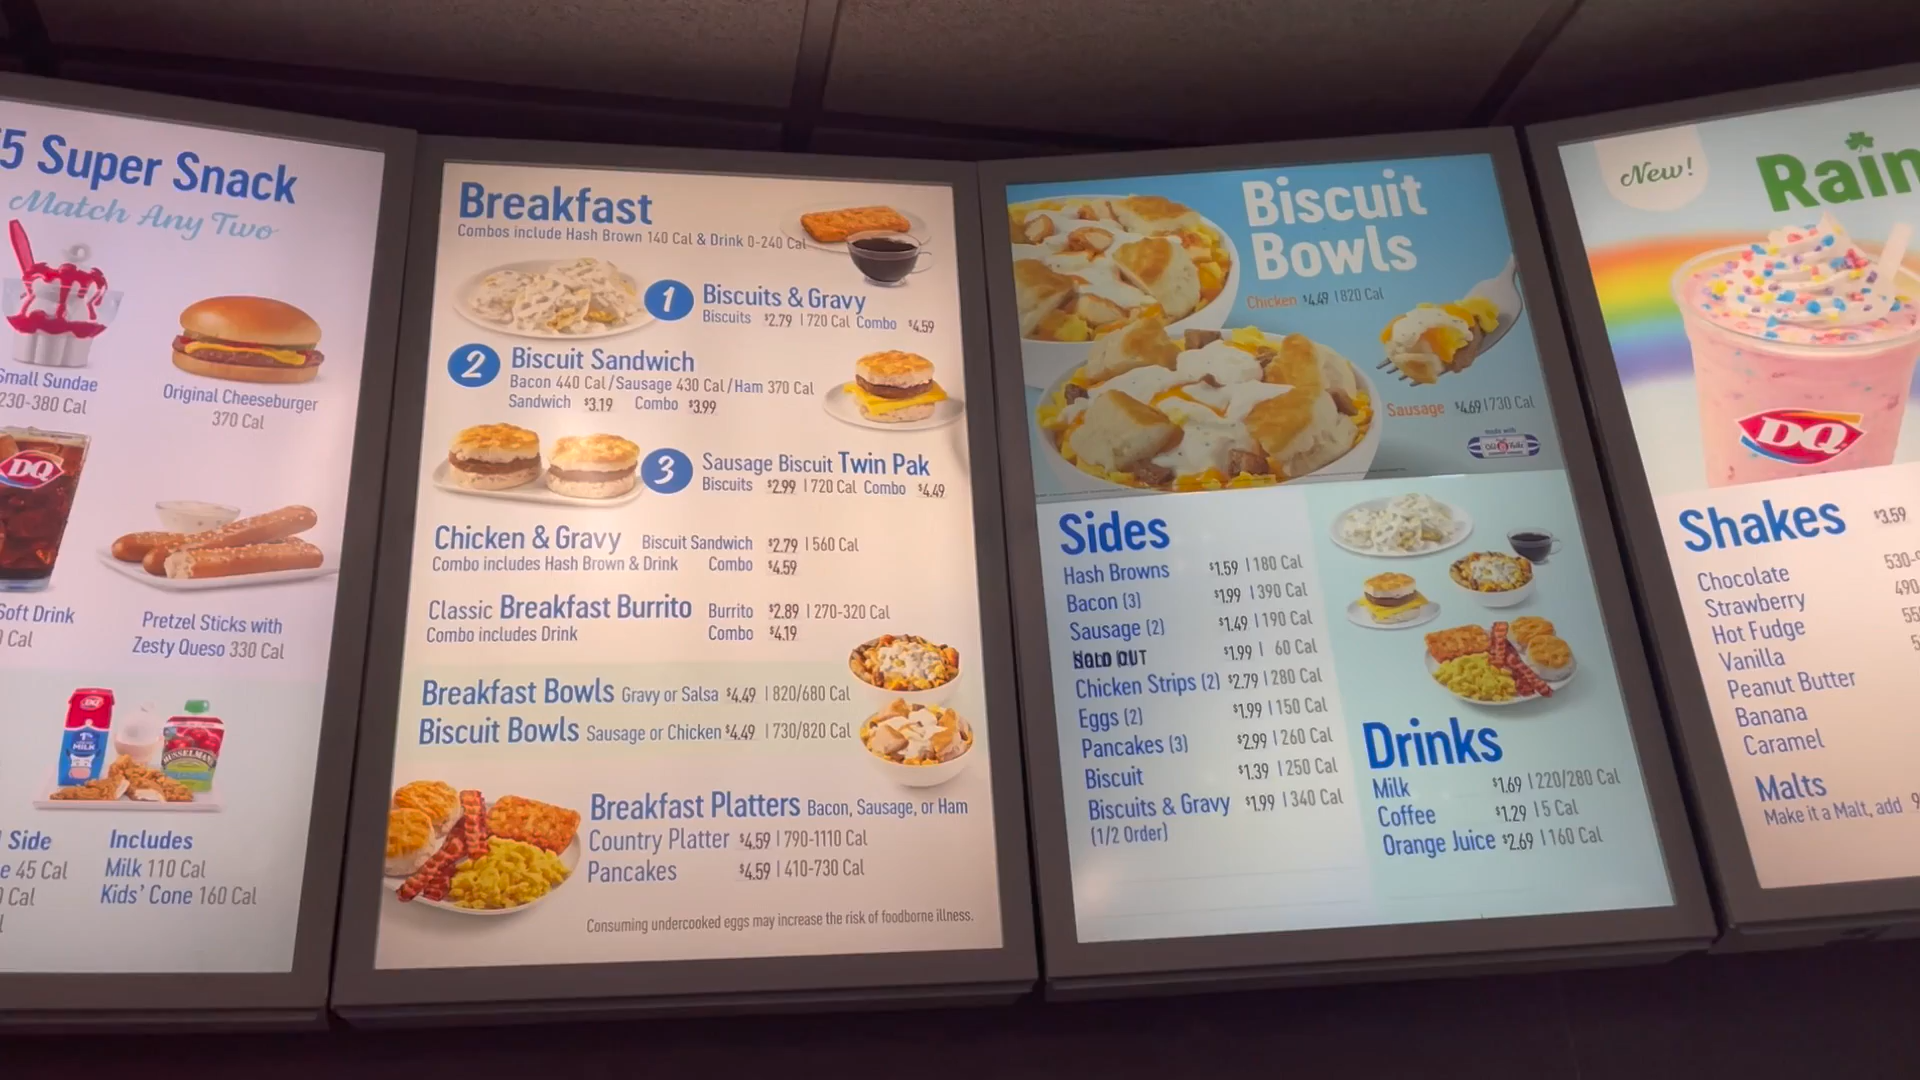 5 Super Snack
Match Any Two
Small Sundae
230-380 Cal
Original Cheeseburger
370 Cal
DQ
Soft Drink
Cal
Pretzel Sticks with
Zesty Queso 330 Cal
MILK
Side
45 Cal
Cal
Includes
Milk 110 Cal
Kids' Cone 160 Cal
Breakfast
Combos include Hash Brown 140 Cal & Drink 0-240 Cal
1 Biscuits & Gravy
Biscuits $2.79 | 720 Cal Combo $4.59
2 Biscuit Sandwich
Bacon 440 Cal/Sausage 430 Cal/Ham 370 Cal
Sandwich $3.19 Combo $3.99
3 Sausage Biscuit Twin Pak
Biscuits $2.99 | 720 Cal Combo $4.49
Chicken & Gravy Biscuit Sandwich $2.79 | 560 Cal
Combo includes Hash Brown & Drink Combo $4.59
Classic Breakfast Burrito Burrito $2.89 | 270-320 Cal
Combo includes Drink Combo $4.19
Breakfast Bowls Gravy or Salsa $4.49 | 820/680 Cal
Biscuit Bowls Sausage or Chicken $4.49 | 730/820 Cal
Breakfast Platters Bacon, Sausage, or Ham
Country Platter $4.59 | 790-1110 Cal
Pancakes $4.59 | 410-730 Cal
Consuming undercooked eggs may increase the risk of foodborne illness.
Biscuit
Bowls
Chicken $4.49 | 820 Cal
Sausage $4.69 | 730 Cal
made with
Sides
Hash Browns $1.59 | 180 Cal
Bacon (3) $1.99 | 390 Cal
Sausage (2) $1.49 | 190 Cal
SOLD OUT $1.99 | 60 Cal
Chicken Strips (2) $2.79 | 280 Cal
Eggs (2) $1.99 | 150 Cal
Pancakes (3) $2.99 | 260 Cal
Biscuit $1.39 | 250 Cal
Biscuits & Gravy $1.99 | 340 Cal
(1/2 Order)
Drinks
Milk $1.69 | 220/280 Cal
Coffee $1.29 | 5 Cal
Orange Juice $2.69 | 160 Cal
New!
Rain
DQ
Shakes $3.59
Chocolate 530-
Strawberry 490
Hot Fudge
Vanilla
Peanut Butter
Banana
Caramel
Malts
Make it a Malt, add